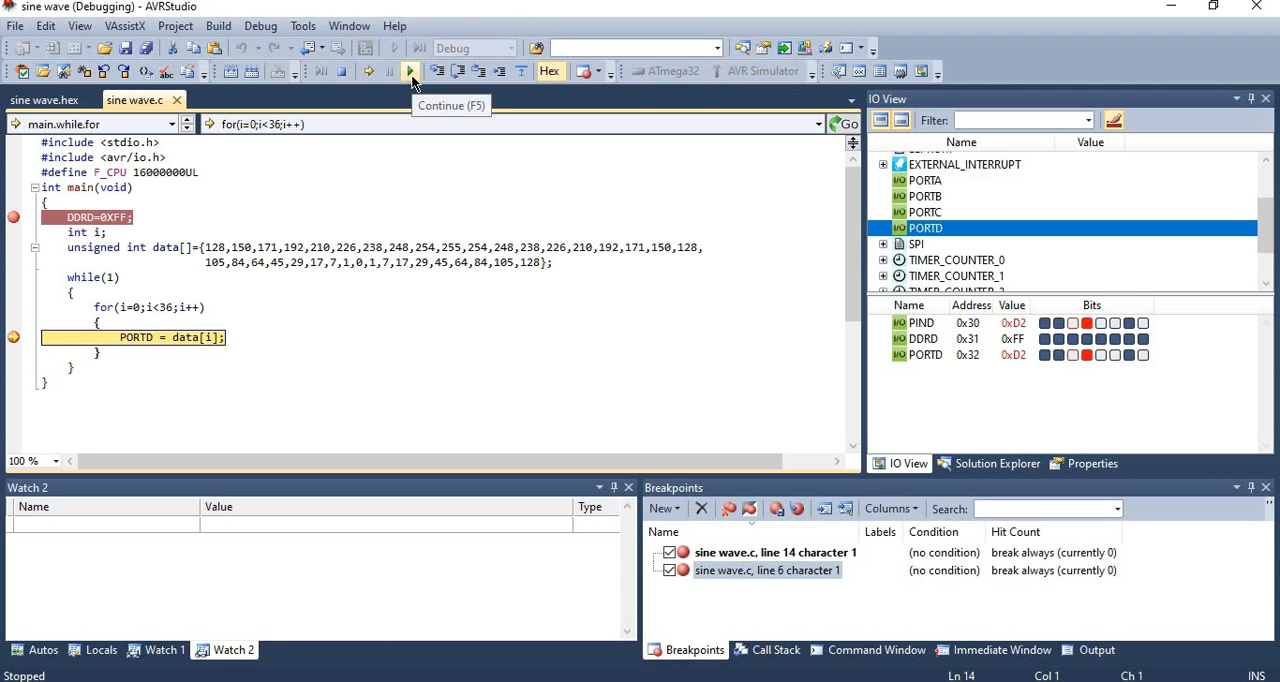 sine wave (Debugging) - AVRStudio
File Edit View VAssistX Project Build Debug Tools Window Help
Debug
Hex ATmega32 AVR Simulator
sine wave.hex sine wave.c
Continue (F5)
main.while.for for(i=0;i<36;i++) Go
#include <stdio.h>
#include <avr/io.h>
#define F_CPU 16000000UL
int main(void)
{
DDRD=0XFF;
int i;
unsigned int data[]={128,150,171,192,210,226,238,248,254,255,254,248,238,226,210,192,171,150,128,
105,84,64,45,29,17,7,1,0,1,7,17,29,45,64,84,105,128};
while(1)
{
for(i=0;i<36;i++)
{
PORTD = data[i];
}
}
}
100 %
IO View
Filter:
Name Value
EXTERNAL_INTERRUPT
PORTA
PORTB
PORTC
PORTD
SPI
TIMER_COUNTER_0
TIMER_COUNTER_1
Name Address Value Bits
PIND 0x30 0xD2
DDRD 0x31 0xFF
PORTD 0x32 0xD2
IO View Solution Explorer Properties
Watch 2
Name Value Type
Autos Locals Watch 1 Watch 2
Breakpoints
New Columns Search:
Name Labels Condition Hit Count
sine wave.c, line 14 character 1 (no condition) break always (currently 0)
sine wave.c, line 6 character 1 (no condition) break always (currently 0)
Breakpoints Call Stack Command Window Immediate Window Output
Stopped Ln 14 Col 1 Ch 1 INS